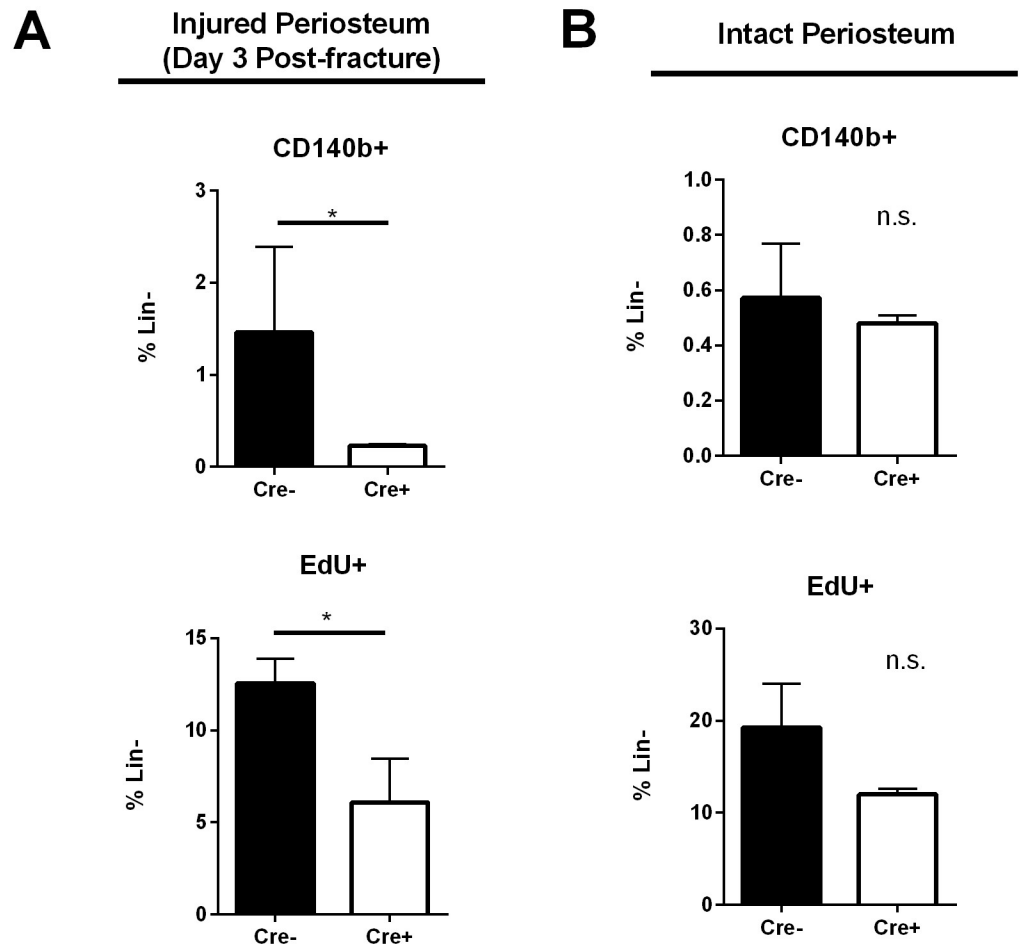 A
Injured Periosteum
(Day 3 Post-fracture)
CD140b+
3
2
1
0
% Lin-
*
Cre-
Cre+
EdU+
15
10
5
0
% Lin-
*
Cre-
Cre+
B
Intact Periosteum
CD140b+
1.0
0.8
0.6
0.4
0.2
0.0
% Lin-
n.s.
Cre-
Cre+
EdU+
30
20
10
0
% Lin-
n.s.
Cre-
Cre+